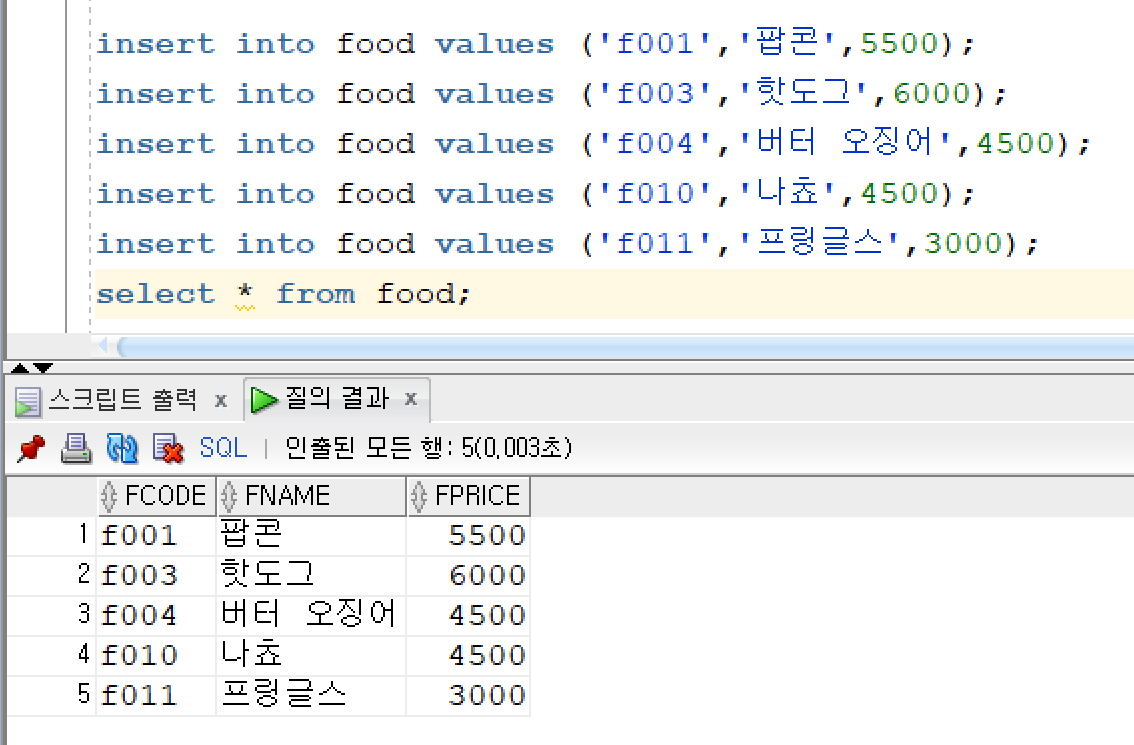 insert into food values ('f001','팝콘',5500);
insert into food values ('f003','핫도그',6000);
insert into food values ('f004','버터 오징어',4500);
insert into food values ('f010','나쵸',4500);
insert into food values ('f011','프링글스',3000);
select * from food;
스크립트 출력 x 질의 결과 x
SQL | 인출된 모든 행: 5(0,003초)
FCODE FNAME FPRICE
1 f001 팝콘 5500
2 f003 핫도그 6000
3 f004 버터 오징어 4500
4 f010 나쵸 4500
5 f011 프링글스 3000